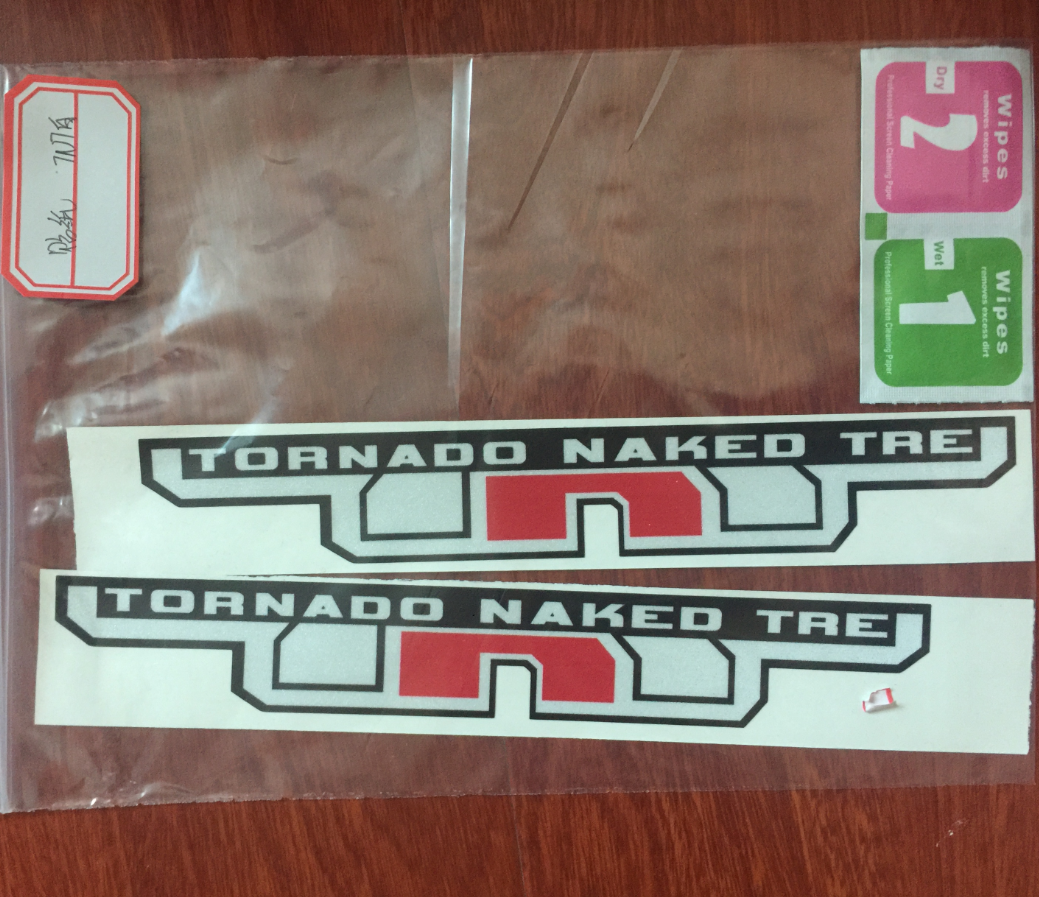 Wipes
removes excess dirt
Dry
2
Professional Screen Cleaning Paper
Wipes
removes excess dirt
Wet
1
Professional Screen Cleaning Paper
TORNADO NAKED TRE
TORNADO NAKED TRE